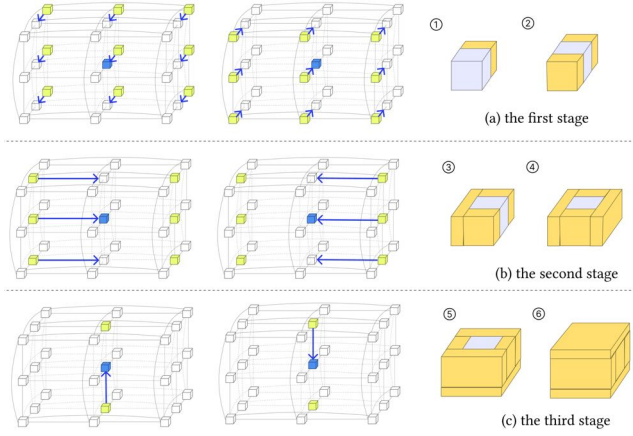 ① ②
(a) the first stage
③ ④
(b) the second stage
⑤ ⑥
(c) the third stage